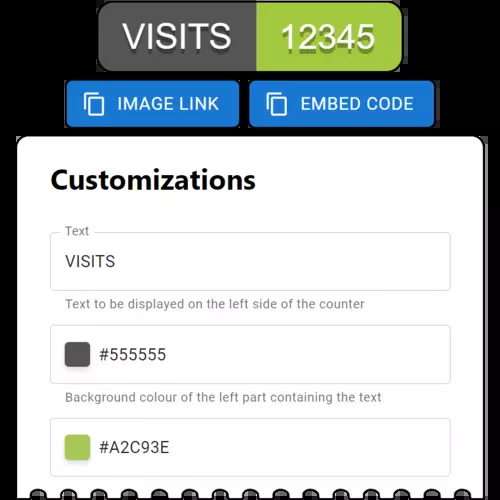 VISITS 12345
IMAGE LINK EMBED CODE
Customizations
Text
VISITS
Text to be displayed on the left side of the counter
#555555
Background colour of the left part containing the text
#A2C93E